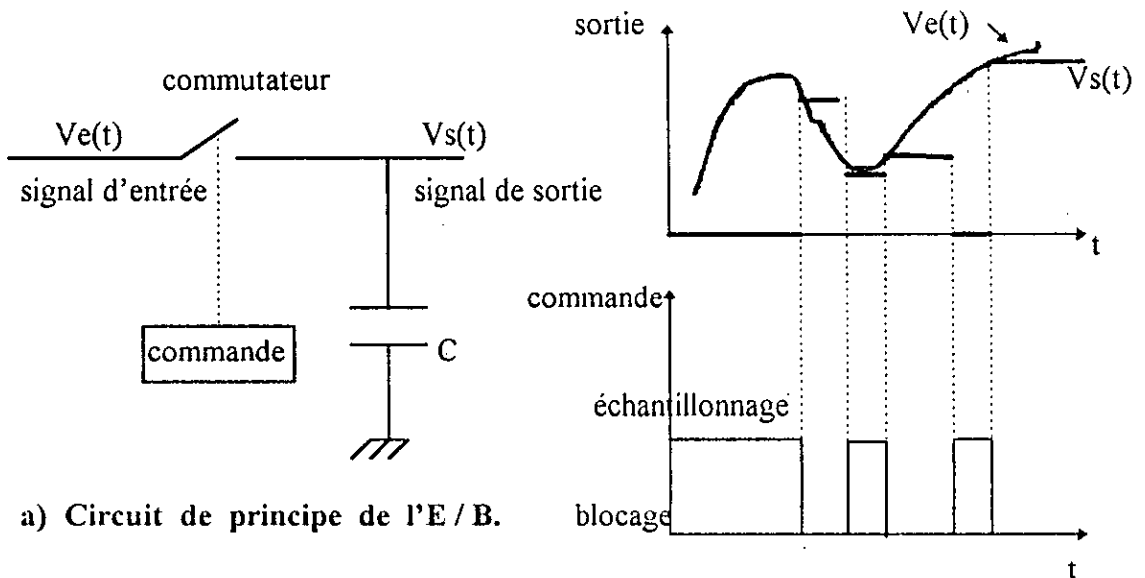 commutateur
Ve(t)
Vs(t)
signal d'entrée
signal de sortie
commande
C
a) Circuit de principe de l'E / B.
sortie
Ve(t)
Vs(t)
t
commande
échantillonnage
blocage
t